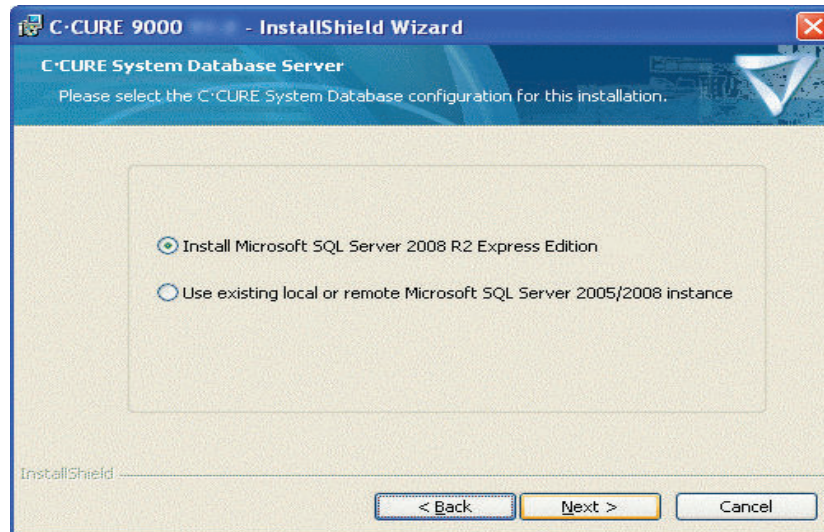 C·CURE 9000 - InstallShield Wizard
C·CURE System Database Server
Please select the C·CURE System Database configuration for this installation.
Install Microsoft SQL Server 2008 R2 Express Edition
Use existing local or remote Microsoft SQL Server 2005/2008 instance
InstallShield
< Back
Next >
Cancel